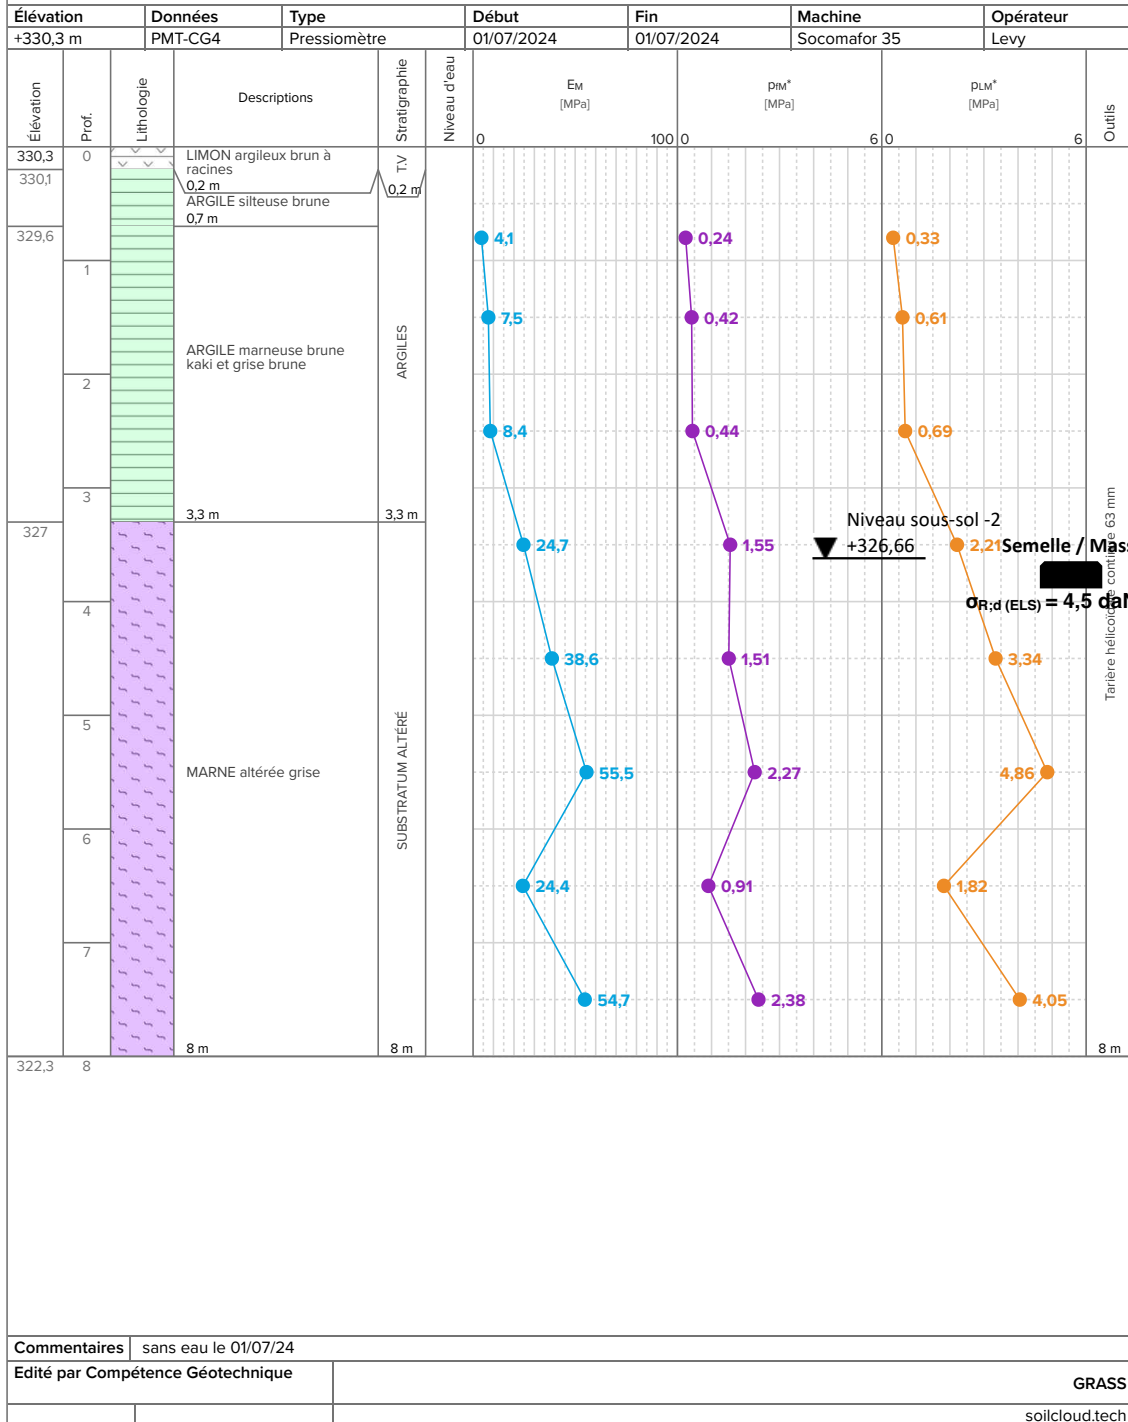 Élévation Données Type Début Fin Machine Opérateur
+330,3 m PMT-CG4 Pressiomètre 01/07/2024 01/07/2024 Socomafor 35 Levy
Élévation Prof. Lithologie Descriptions Stratigraphie Niveau d'eau EM [MPa] pfM* [MPa] pLM* [MPa] Outils
0 100 0 6 0 6
330,3 0 LIMON argileux brun à racines T.V
330,1 0,2 m 0,2 m
ARGILE silteuse brune
0,7 m
329,6
4,1 0,24 0,33
1
7,5 0,42 0,61
ARGILE marneuse brune
kaki et grise brune
ARGILES
2
8,4 0,44 0,69
3
3,3 m 3,3 m
327
Niveau sous-sol -2
+326,66
24,7 1,55 2,21
Semelle /
σR;d (ELS) = 4,5
Tarière hélicoïdale continue 63 mm
4
38,6 1,51 3,34
5
MARNE altérée grise
SUBSTRATUM ALTÉRÉ
55,5 2,27 4,86
6
24,4 0,91 1,82
7
54,7 2,38 4,05
8 m 8 m 8 m
322,3 8
Commentaires sans eau le 01/07/24
Edité par Compétence Géotechnique
GRASS
soilcloud.tech